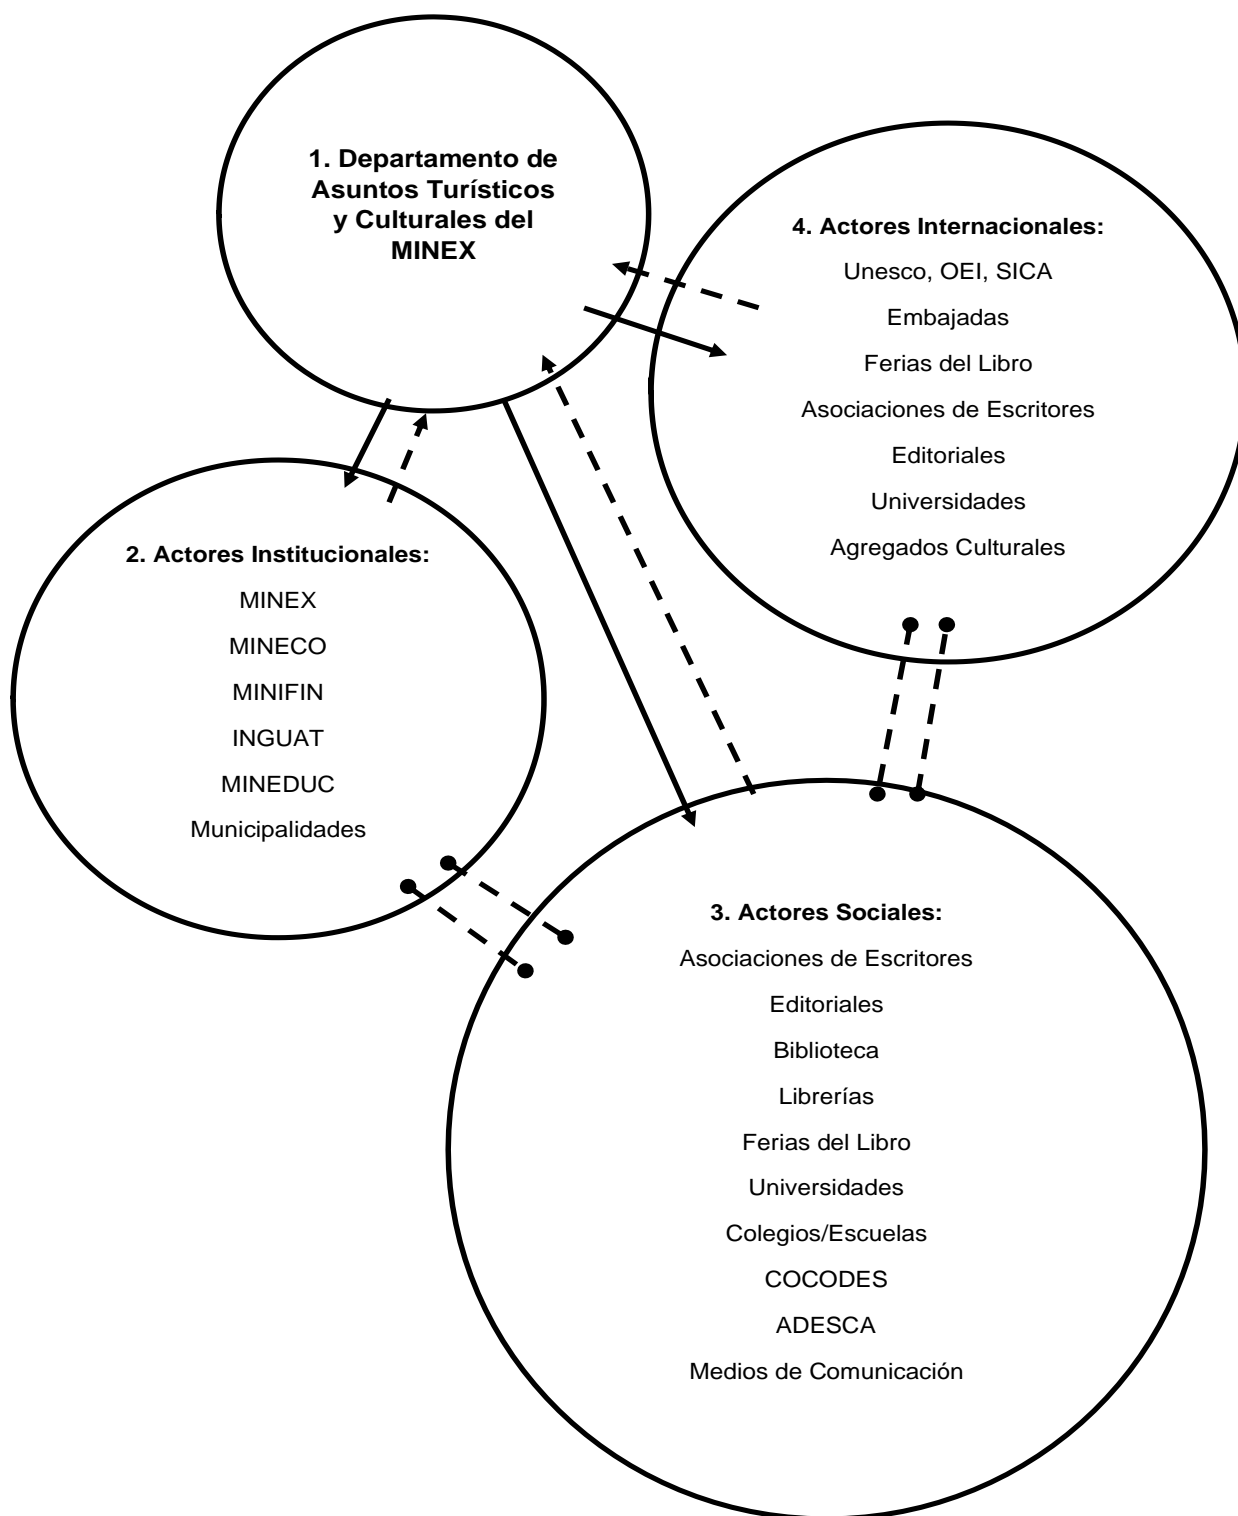 1. Departamento de
Asuntos Turísticos
y Culturales del
MINEX
4. Actores Internacionales:
Unesco, OEI, SICA
Embajadas
Ferias del Libro
Asociaciones de Escritores
Editoriales
Universidades
Agregados Culturales
2. Actores Institucionales:
MINEX
MINECO
MINIFIN
INGUAT
MINEDUC
Municipalidades
3. Actores Sociales:
Asociaciones de Escritores
Editoriales
Biblioteca
Librerías
Ferias del Libro
Universidades
Colegios/Escuelas
COCODES
ADESCA
Medios de Comunicación